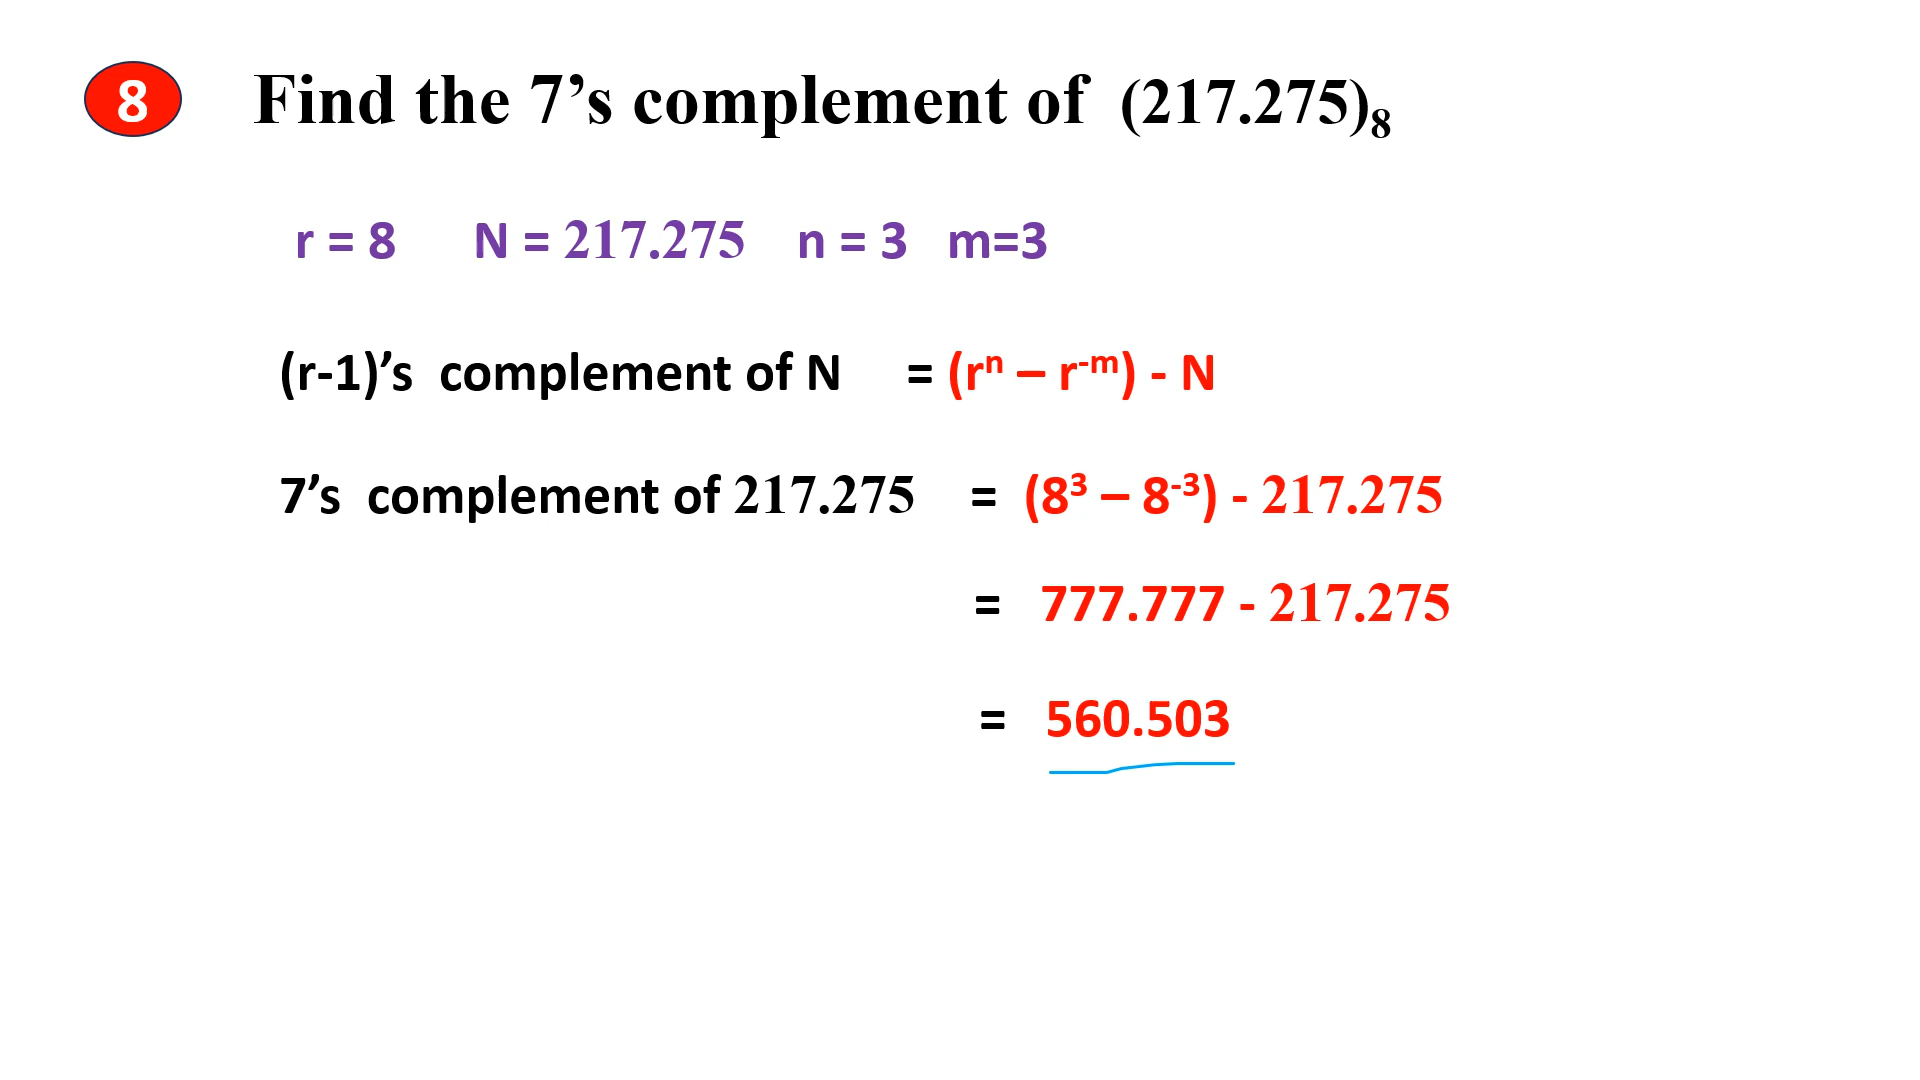 8 Find the 7’s complement of (217.275)₈
r = 8 N = 217.275 n = 3 m=3
(r-1)’s complement of N = (rⁿ – r⁻ᵐ) - N
7’s complement of 217.275 = (8³ – 8⁻³) - 217.275
= 777.777 - 217.275
= 560.503